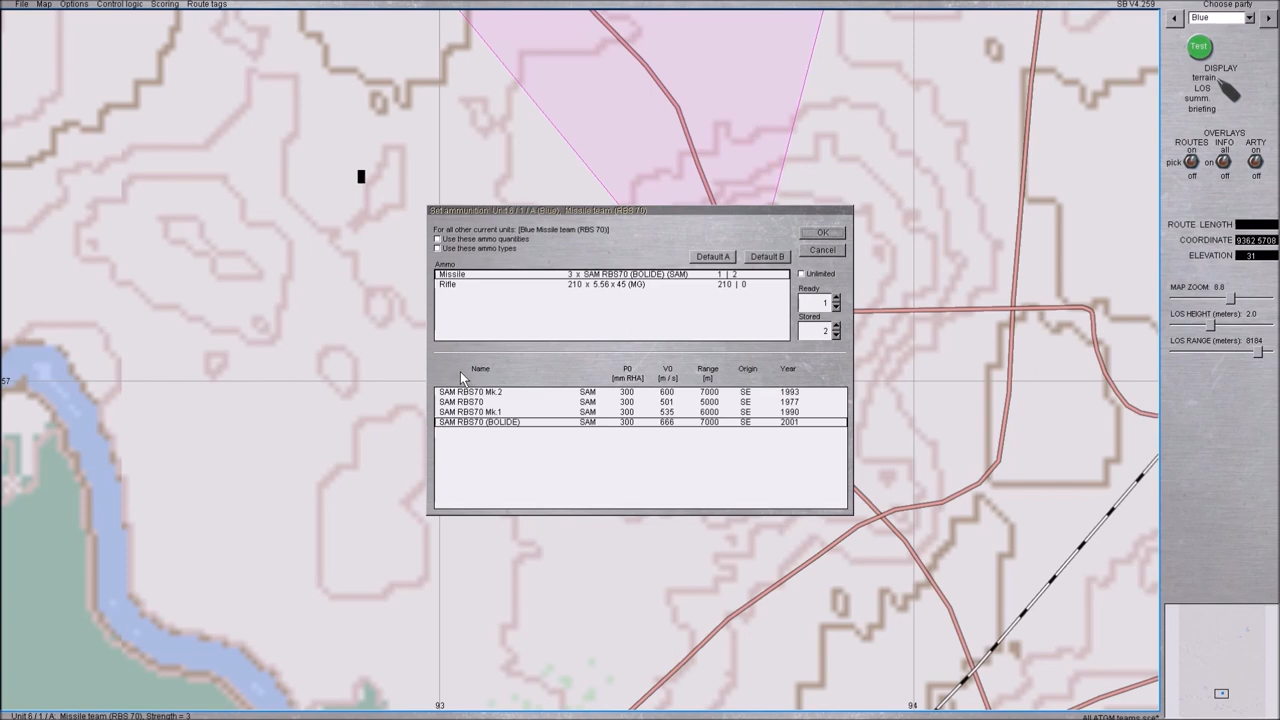 File Map Options Control logic Scoring Route tags SB V4.259
Choose party
Blue
Test
DISPLAY
terrain
LOS
summ.
briefing
OVERLAYS
ROUTES INFO ARTY
on all on
pick on
off off off
ROUTE LENGTH
COORDINATE 9362 5708
ELEVATION 31
MAP ZOOM: 8.8
LOS HEIGHT (meters): 2.0
LOS RANGE (meters): 8184
Set ammunition: Unit 6 / 1 / A (Blue), Missile team (RBS 70)
For all other current units: [Blue Missile team (RBS 70)]
Use these ammo quantities
Use these ammo types
OK
Cancel
Default A Default B
Ammo
Missile 3 x SAM RBS70 (BOLIDE) (SAM) 1 | 2
Rifle 210 x 5.56 x 45 (MG) 210 | 0
Unlimited
Ready
1
Stored
2
Name P0 V0 Range Origin Year
[mm RHA] [m / s] [m]
SAM RBS70 Mk.2 SAM 300 600 7000 SE 1993
SAM RBS70 SAM 300 501 5000 SE 1977
SAM RBS70 Mk.1 SAM 300 535 6000 SE 1990
SAM RBS70 (BOLIDE) SAM 300 666 7000 SE 2001
57
93 94
Unit 6 / 1 / A: Missile team (RBS 70), Strength = 3 All ATGM teams.sce*